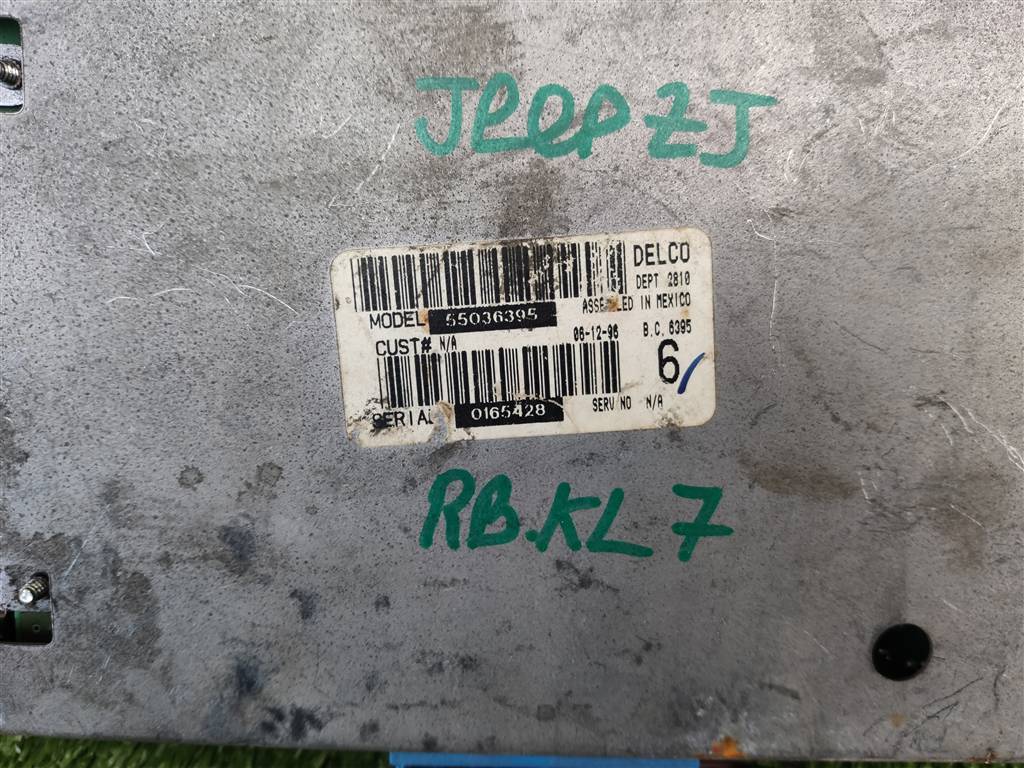 JeeP ZJ
DELCO
DEPT 2810
ASSEMBLED IN MEXICO
MODEL 55036395
06-12-96 B.C. 6395
CUST# N/A
6
SERIAL 0165428
SERV NO N/A
RB.KL 7